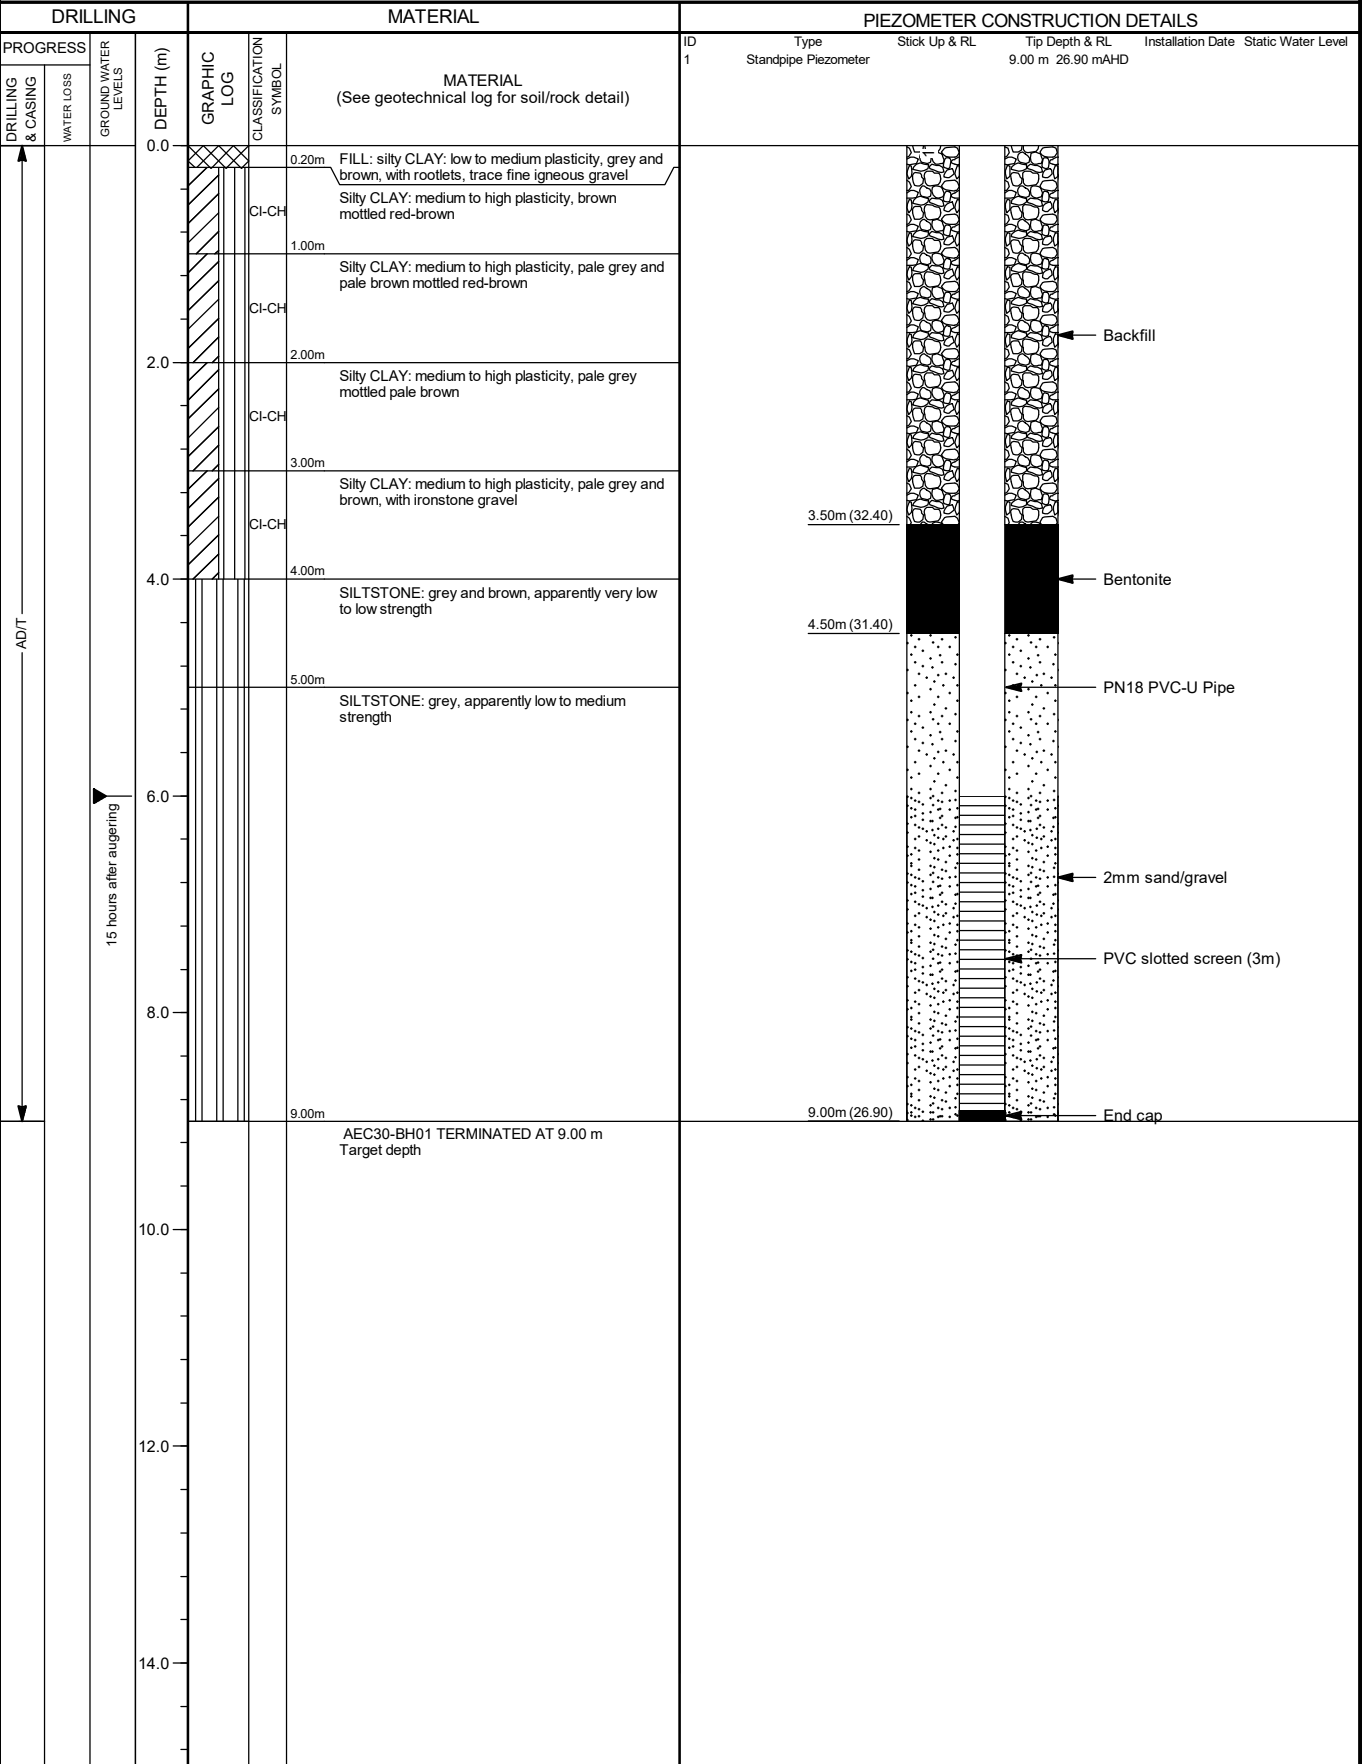 DRILLING
MATERIAL
PIEZOMETER CONSTRUCTION DETAILS
PROGRESS
DRILLING
& CASING
WATER LOSS
GROUND WATER
LEVELS
DEPTH (m)
GRAPHIC
LOG
CLASSIFICATION
SYMBOL
MATERIAL
(See geotechnical log for soil/rock detail)
ID Type Stick Up & RL Tip Depth & RL Installation Date Static Water Level
1 Standpipe Piezometer 9.00 m 26.90 mAHD
0.0
0.20m
FILL: silty CLAY: low to medium plasticity, grey and
brown, with rootlets, trace fine igneous gravel
CI-CH
Silty CLAY: medium to high plasticity, brown
mottled red-brown
1.00m
CI-CH
Silty CLAY: medium to high plasticity, pale grey and
pale brown mottled red-brown
Backfill
2.00m
2.0
CI-CH
Silty CLAY: medium to high plasticity, pale grey
mottled pale brown
3.00m
CI-CH
Silty CLAY: medium to high plasticity, pale grey and
brown, with ironstone gravel
3.50m (32.40)
4.00m
4.0
SILTSTONE: grey and brown, apparently very low
to low strength
Bentonite
4.50m (31.40)
AD/T
5.00m
SILTSTONE: grey, apparently low to medium
strength
PN18 PVC-U Pipe
6.0
15 hours after augering
2mm sand/gravel
PVC slotted screen (3m)
8.0
9.00m
9.00m (26.90)
End cap
AEC30-BH01 TERMINATED AT 9.00 m
Target depth
10.0
12.0
14.0